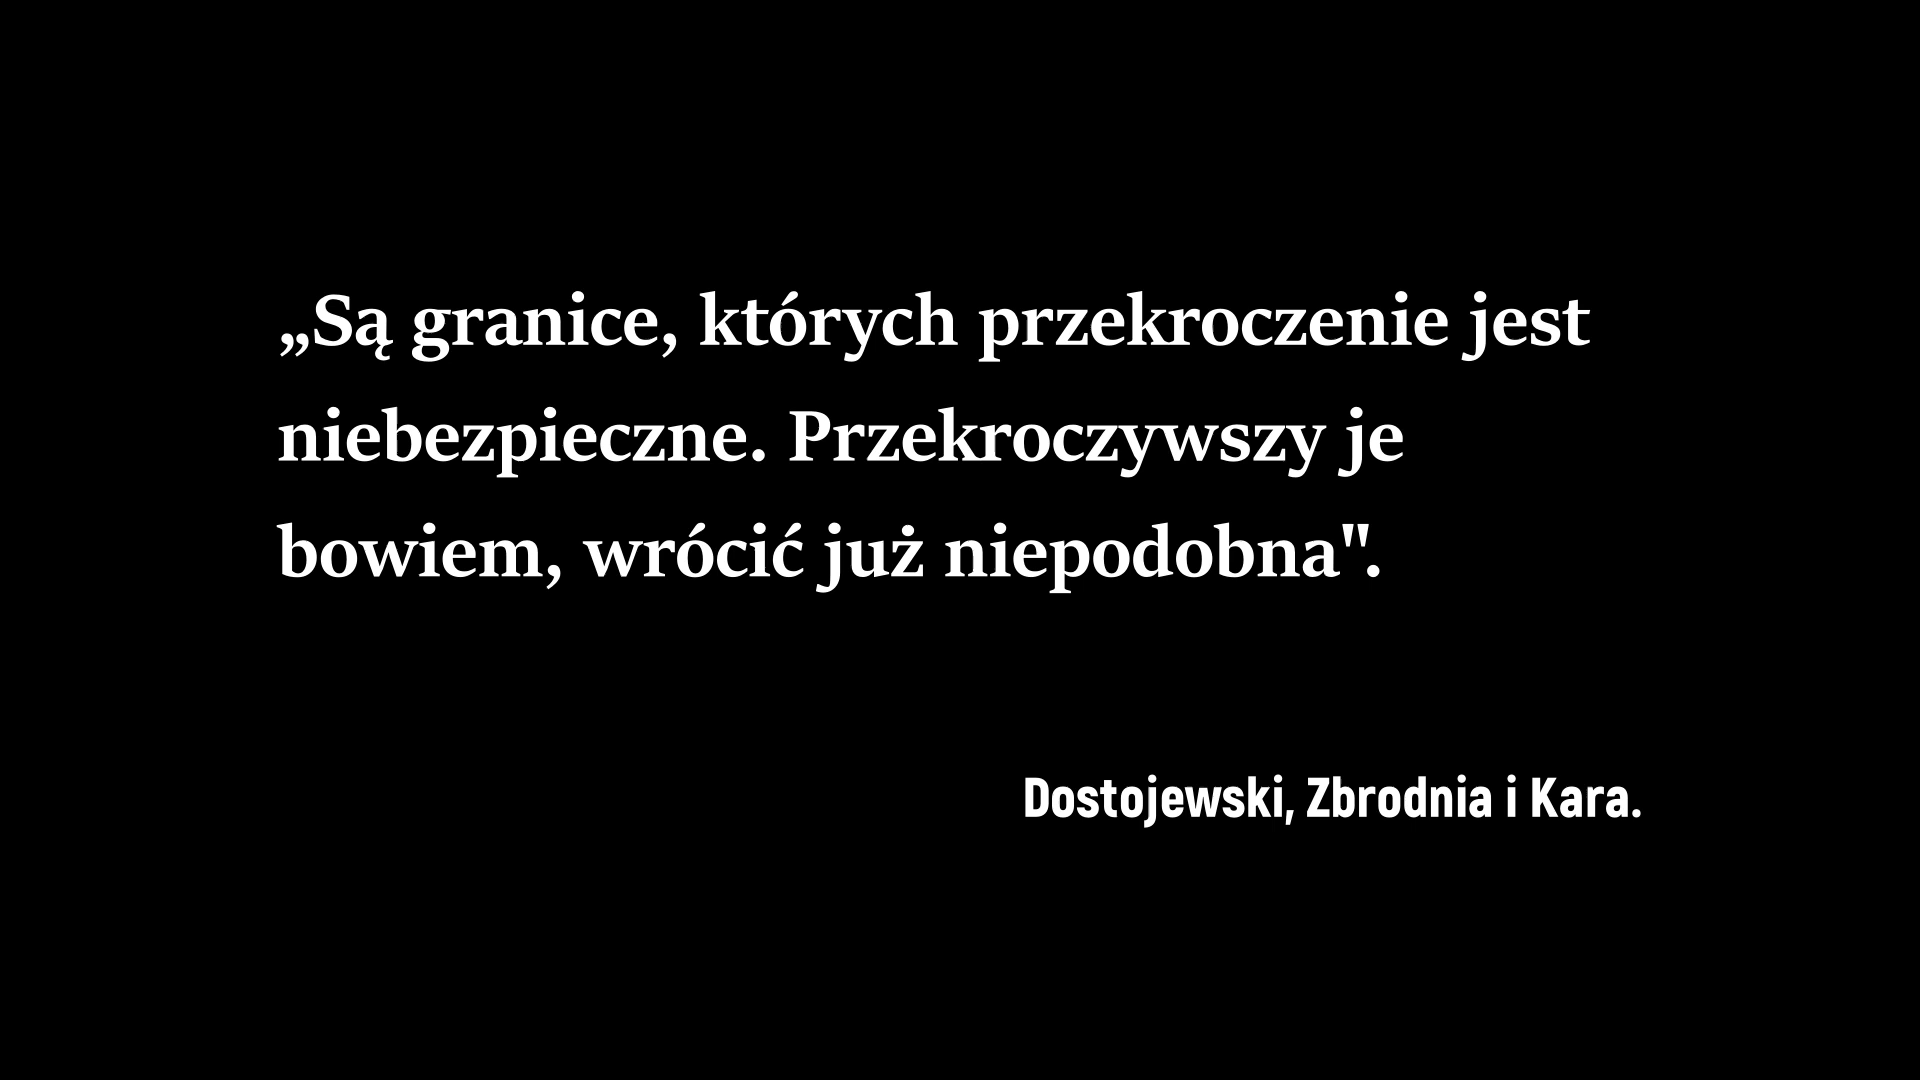 „Są granice, których przekroczenie jest
niebezpieczne. Przekroczywszy je
bowiem, wrócić już niepodobna".
Dostojewski, Zbrodnia i Kara.